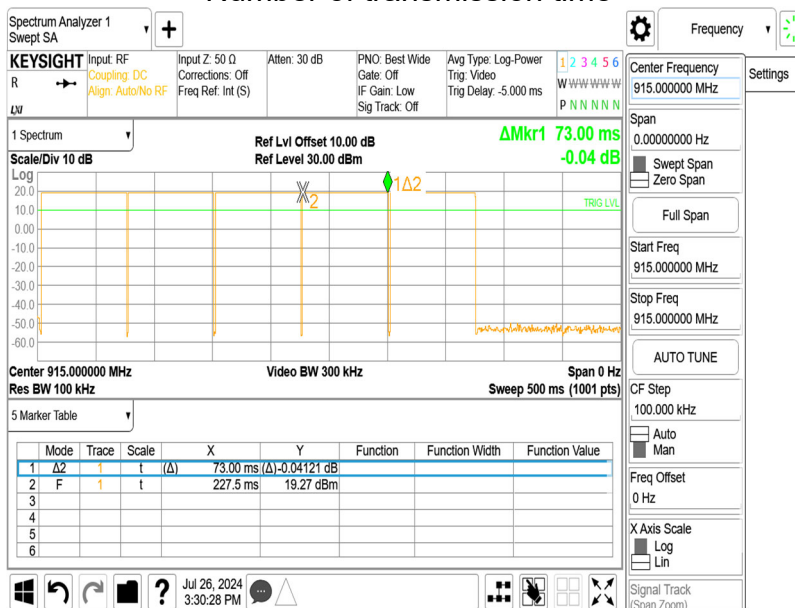 Number of transmission time
Spectrum Analyzer 1
Swept SA
Frequency
KEYSIGHT
R
LXI
Input: RF
Coupling: DC
Align: Auto/No RF
Input Z: 50 Ω
Corrections: Off
Freq Ref: Int (S)
Atten: 30 dB
PNO: Best Wide
Gate: Off
IF Gain: Low
Sig Track: Off
Avg Type: Log-Power
Trig: Video
Trig Delay: -5.000 ms
1 2 3 4 5 6
W W W W W W
P N N N N N
1 Spectrum
Scale/Div 10 dB
Ref Lvl Offset 10.00 dB
Ref Level 30.00 dBm
ΔMkr1 73.00 ms
-0.04 dB
Log
20.0
10.0
0.00
-10.0
-20.0
-30.0
-40.0
-50.0
-60.0
2
1Δ2
TRIG LVL
Center 915.000000 MHz
Video BW 300 kHz
Span 0 Hz
Res BW 100 kHz
Sweep 500 ms (1001 pts)
5 Marker Table
Mode Trace Scale X Y Function Function Width Function Value
1 Δ2 1 t (Δ) 73.00 ms (Δ)-0.04121 dB
2 F 1 t 227.5 ms 19.27 dBm
3
4
5
6
?
Jul 26, 2024
3:30:28 PM
Center Frequency
915.000000 MHz
Settings
Span
0.00000000 Hz
Swept Span
Zero Span
Full Span
Start Freq
915.000000 MHz
Stop Freq
915.000000 MHz
AUTO TUNE
CF Step
100.000 kHz
Auto
Man
Freq Offset
0 Hz
X Axis Scale
Log
Lin
Signal Track
(Span Zoom)